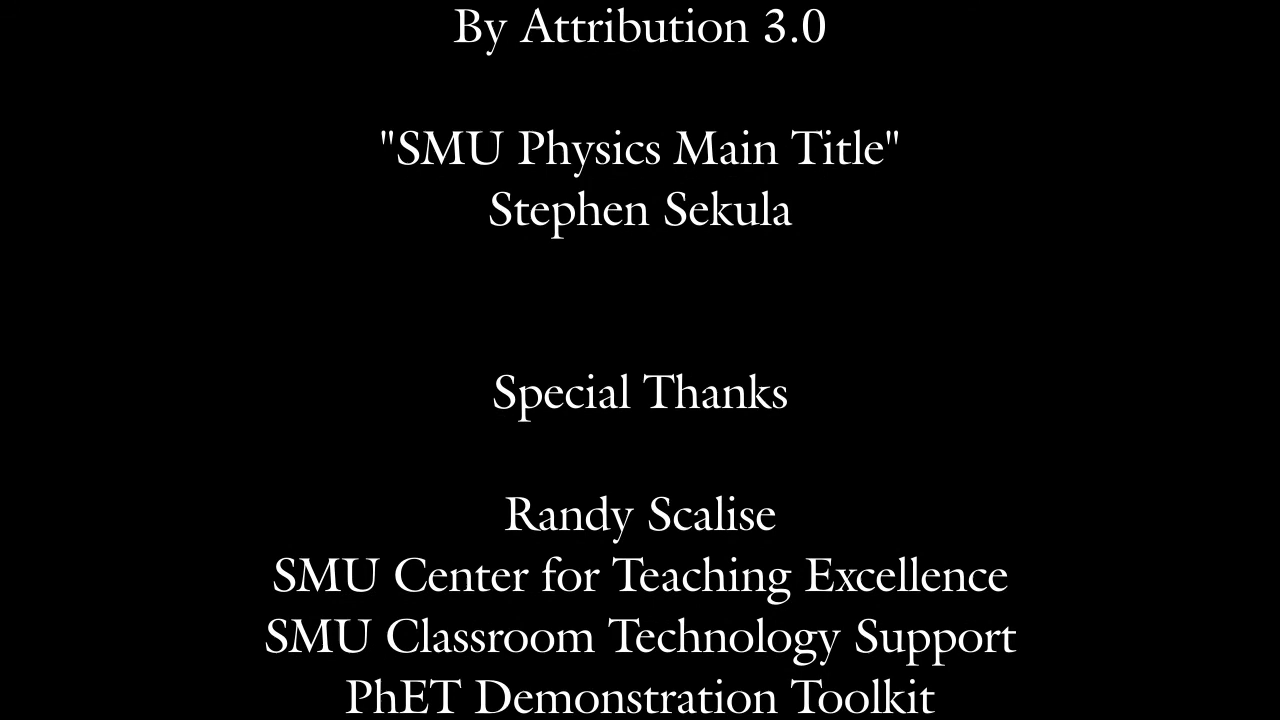 By Attribution 3.0
"SMU Physics Main Title"
Stephen Sekula
Special Thanks
Randy Scalise
SMU Center for Teaching Excellence
SMU Classroom Technology Support
PhET Demonstration Toolkit